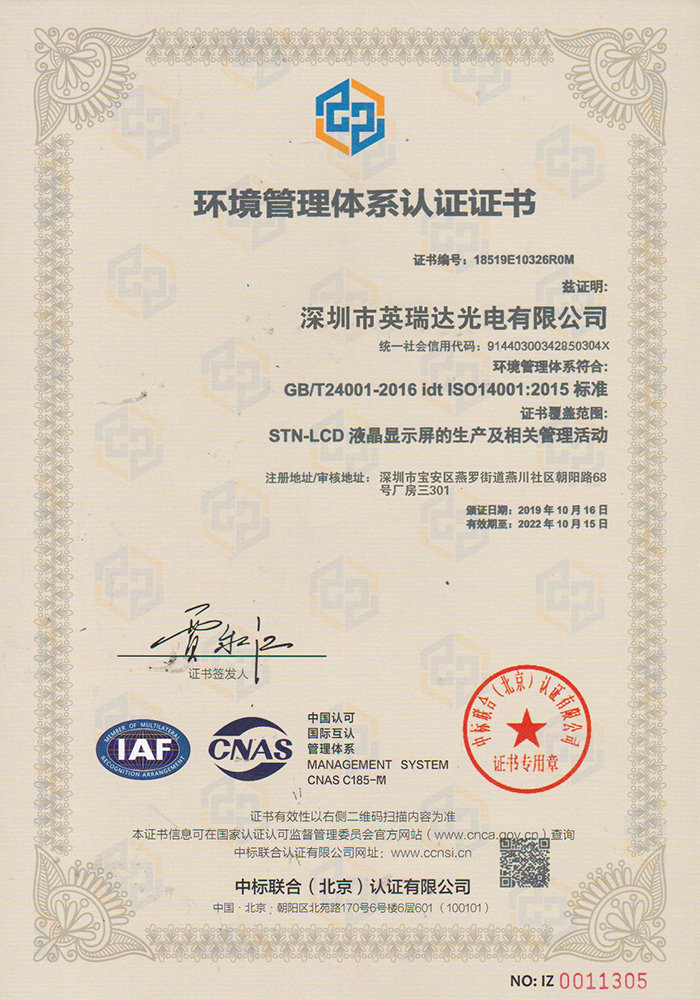 环境管理体系认证证书
证书编号：18519E10326R0M
兹证明：
深圳市英瑞达光电有限公司
统一社会信用代码：91440300342850304X
环境管理体系符合：
GB/T24001-2016 idt ISO14001:2015 标准
证书覆盖范围：
STN-LCD 液晶显示屏的生产及相关管理活动
注册地址/审核地址：深圳市宝安区燕罗街道燕川社区朝阳路68
号厂房三301
颁证日期：2019 年 10 月 16 日
有效期至：2022 年 10 月 15 日
证书签发人
MEMBER OF MULTILATERAL
IAF
RECOGNITION ARRANGEMENT
CNAS
中国认可
国际互认
管理体系
MANAGEMENT SYSTEM
CNAS C185-M
中标联合（北京）认证有限公司
证书专用章
证书有效性以右侧二维码扫描内容为准
本证书信息可在国家认证认可监督管理委员会官方网站（www.cnca.gov.cn）查询
中标联合认证有限公司网址：www.ccnsi.cn
中标联合（北京）认证有限公司
中国·北京：朝阳区北苑路170号6号楼6层601（100101）
NO: IZ 0011305